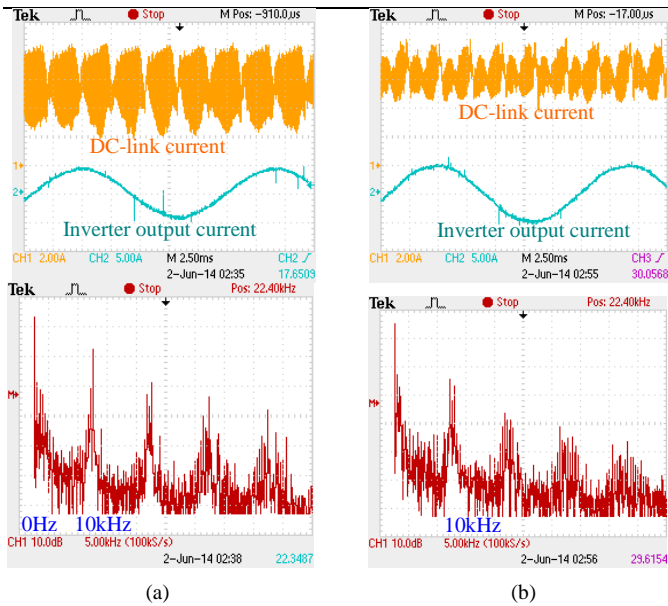 Tek Stop M Pos: -910.0us
DC-link current
1
2
Inverter output current
CH1 2.00A CH2 5.00A M 2.50ms CH2
2-Jun-14 02:35 17.6509
Tek Stop Pos: 22.40kHz
M
0Hz 10kHz
CH1 10.0dB 5.00kHz (100kS/s)
2-Jun-14 02:38 22.3487
(a)
Tek Stop M Pos: -17.00us
DC-link current
1
2
Inverter output current
CH1 2.00A CH2 5.00A M 2.50ms CH3
2-Jun-14 02:55 30.0568
Tek Stop Pos: 22.40kHz
M
10kHz
CH1 10.0dB 5.00kHz (100kS/s)
2-Jun-14 02:56 29.6154
(b)